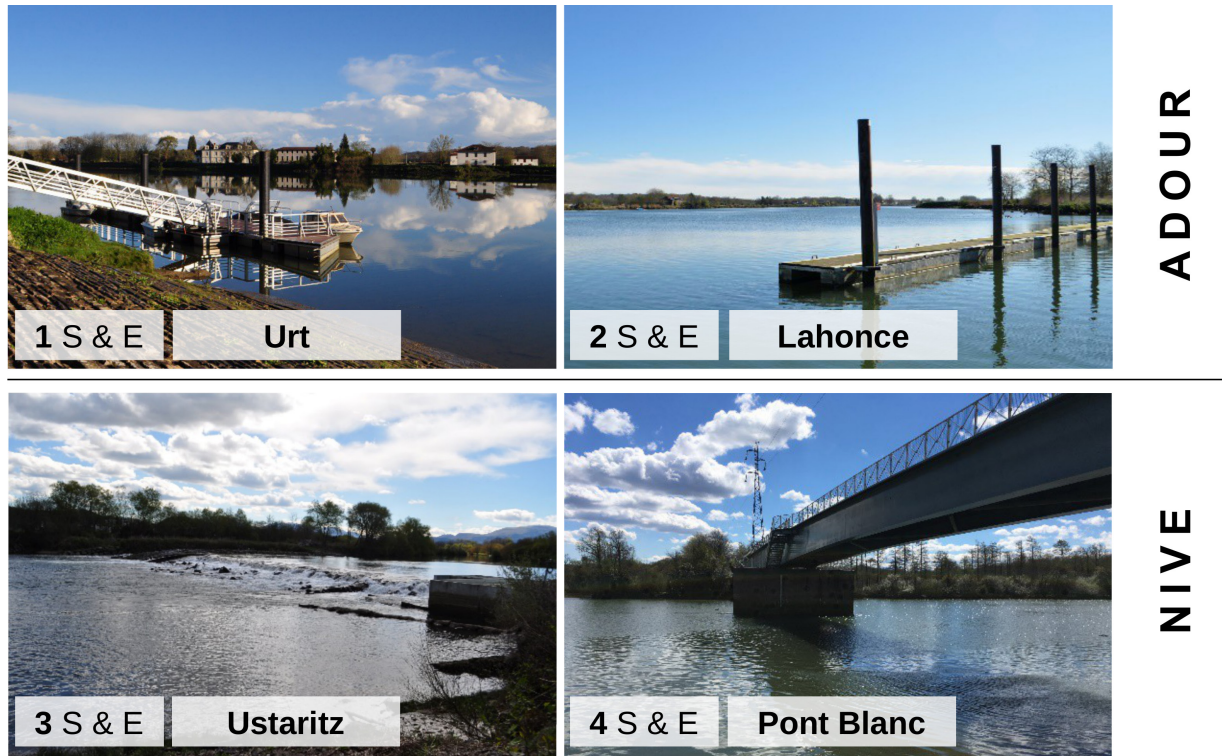 1 S & E
Urt
2 S & E
Lahonce
ADOUR
3 S & E
Ustaritz
4 S & E
Pont Blanc
NIVE